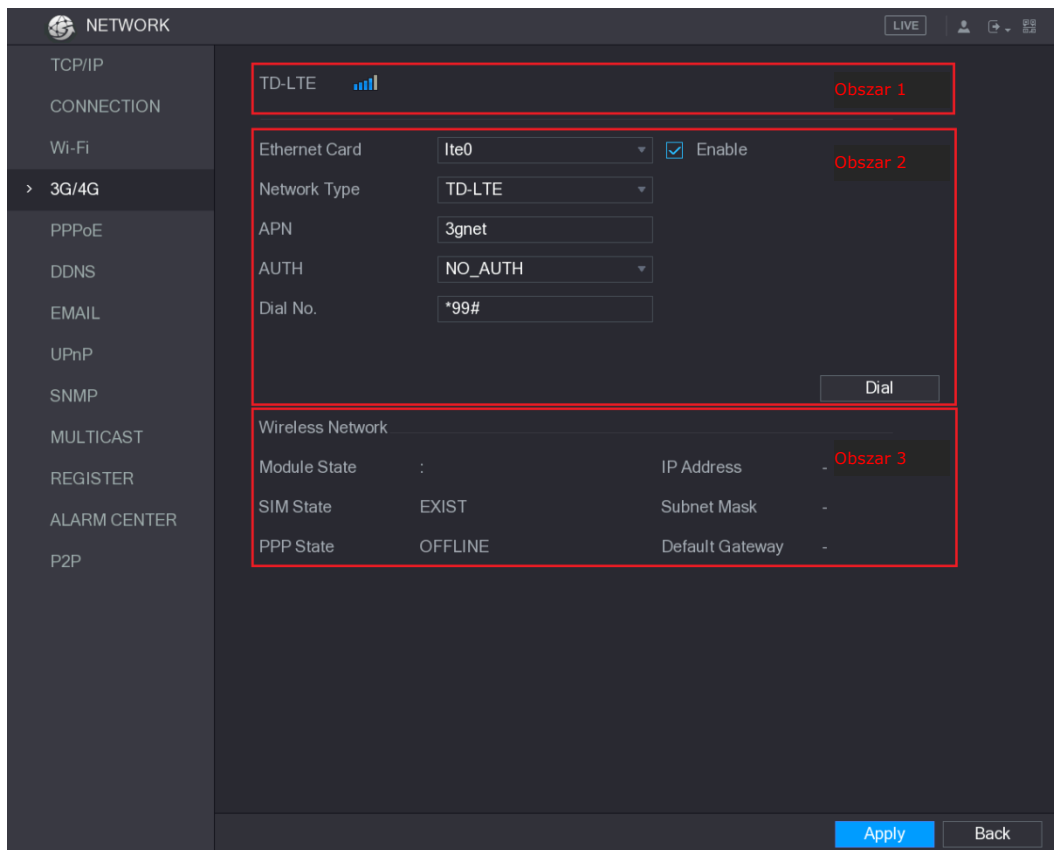 NETWORK LIVE
TCP/IP
CONNECTION
Wi-Fi
> 3G/4G
PPPoE
DDNS
EMAIL
UPnP
SNMP
MULTICAST
REGISTER
ALARM CENTER
P2P
TD-LTE Obszar 1
Ethernet Card lte0 Enable Obszar 2
Network Type TD-LTE
APN 3gnet
AUTH NO_AUTH
Dial No. *99#
Dial
Wireless Network
Module State : IP Address - Obszar 3
SIM State EXIST Subnet Mask -
PPP State OFFLINE Default Gateway -
Apply Back